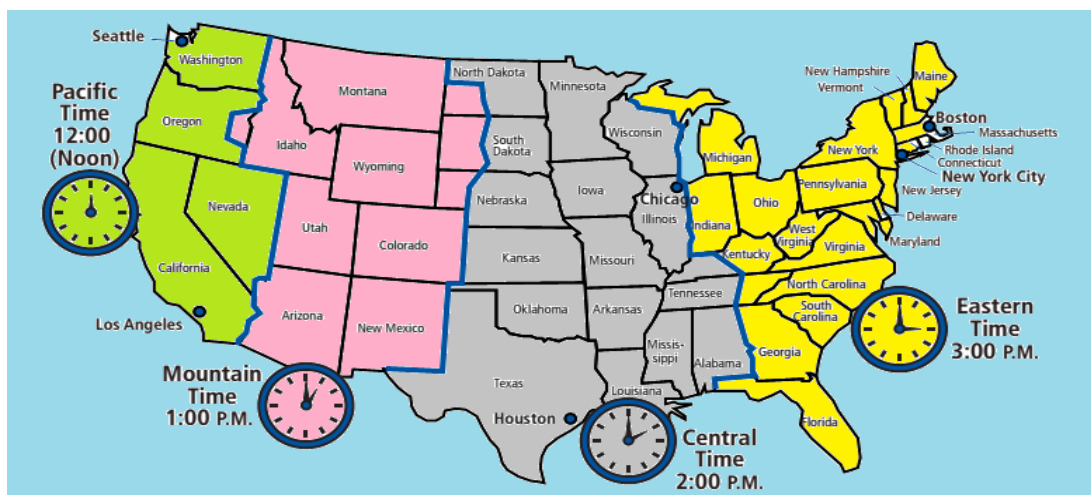 Seattle
Washington
Pacific
Time
12:00
(Noon)
Oregon
Idaho
Montana
Wyoming
Nevada
Utah
Colorado
California
Los Angeles
Arizona
New Mexico
Mountain
Time
1:00 P.M.
North Dakota
Minnesota
South
Dakota
Wisconsin
Nebraska
Iowa
Chicago
Illinois
Kansas
Missouri
Oklahoma
Arkansas
Tennessee
Missis-
sippi
Alabama
Texas
Louisiana
Houston
Central
Time
2:00 P.M.
New Hampshire
Vermont
Maine
Boston
Massachusetts
Rhode Island
Connecticut
New York
New York City
Michigan
Pennsylvania
New Jersey
Indiana
Ohio
Delaware
West
Virginia
Virginia
Maryland
Kentucky
North Carolina
South
Carolina
Georgia
Florida
Eastern
Time
3:00 P.M.